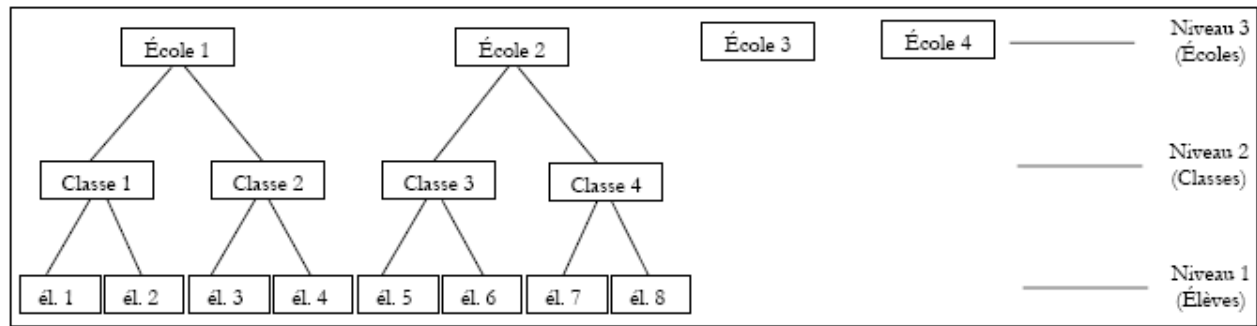 École 1
École 2
École 3
École 4
Niveau 3
(Écoles)
Classe 1
Classe 2
Classe 3
Classe 4
Niveau 2
(Classes)
él. 1
él. 2
él. 3
él. 4
él. 5
él. 6
él. 7
él. 8
Niveau 1
(Élèves)